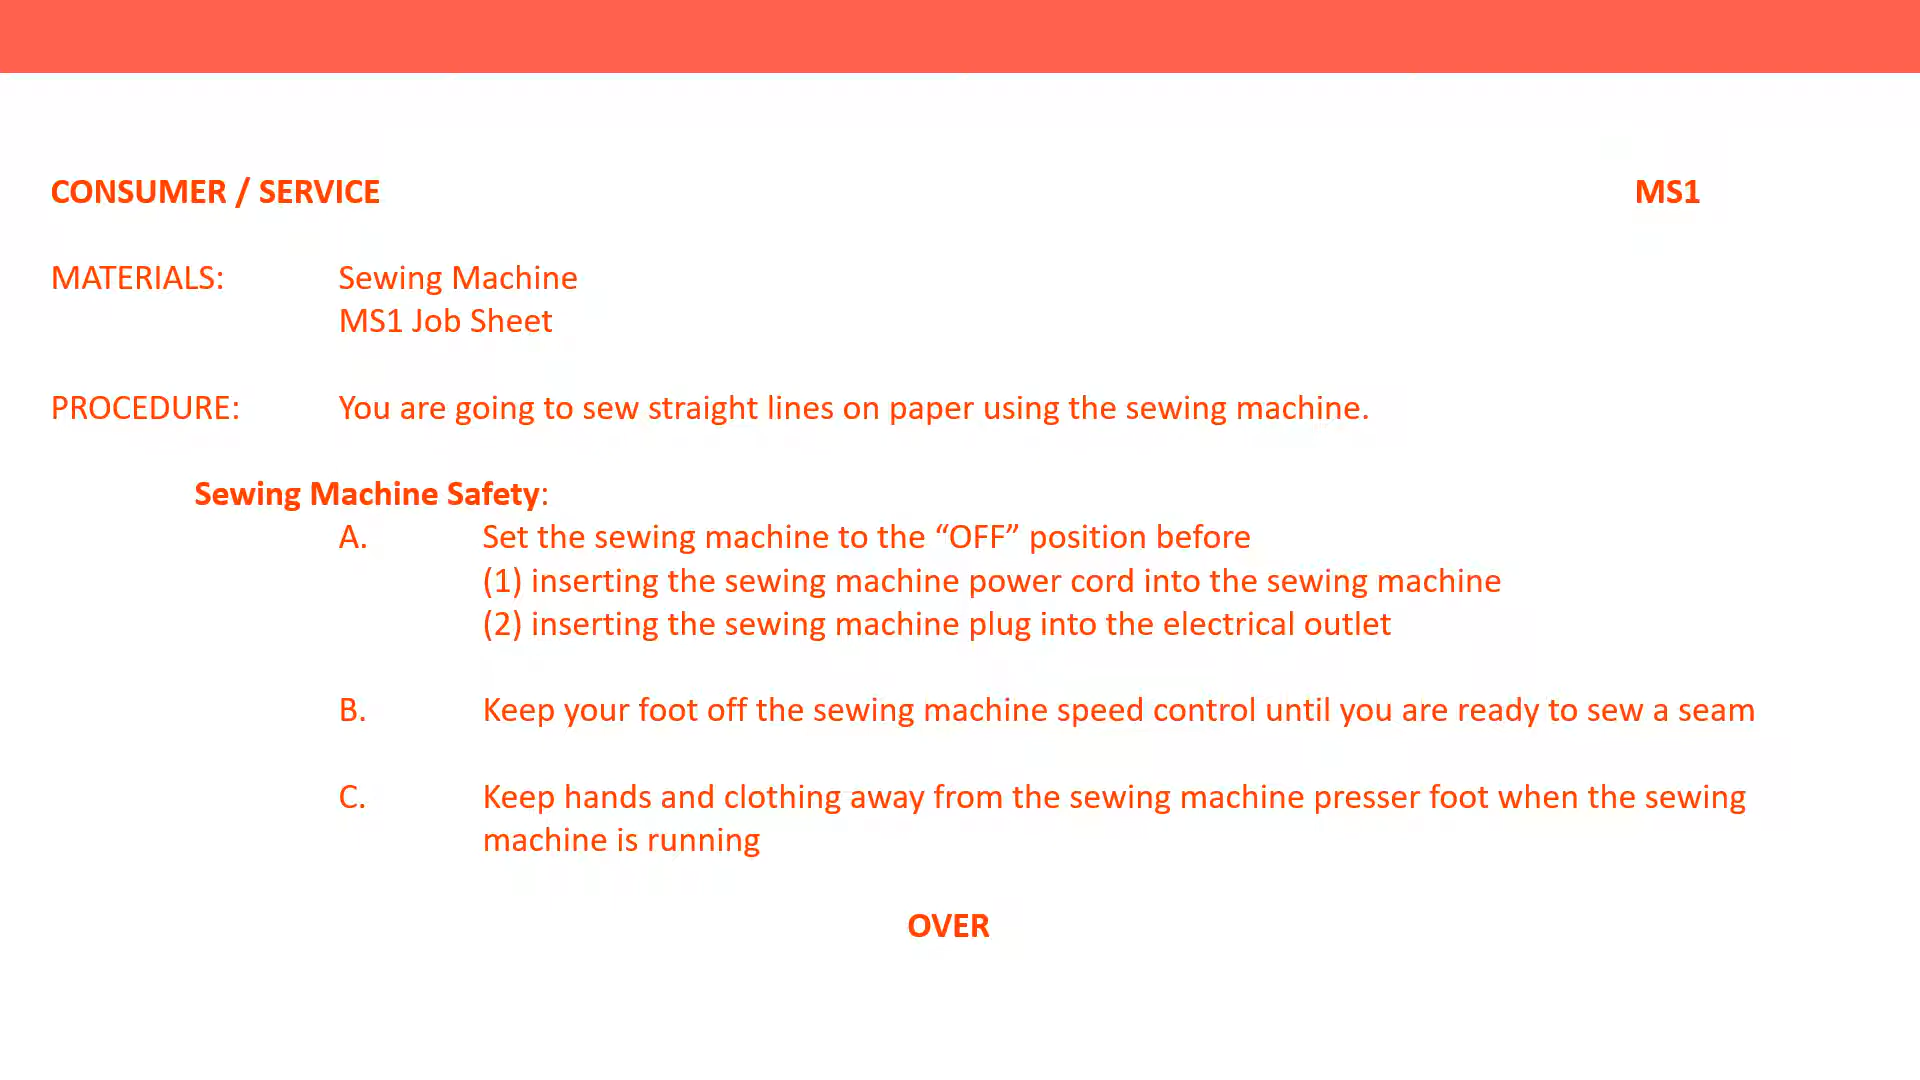 CONSUMER / SERVICE MS1
MATERIALS: Sewing Machine
MS1 Job Sheet
PROCEDURE: You are going to sew straight lines on paper using the sewing machine.
Sewing Machine Safety:
A. Set the sewing machine to the “OFF” position before
(1) inserting the sewing machine power cord into the sewing machine
(2) inserting the sewing machine plug into the electrical outlet
B. Keep your foot off the sewing machine speed control until you are ready to sew a seam
C. Keep hands and clothing away from the sewing machine presser foot when the sewing
machine is running
OVER